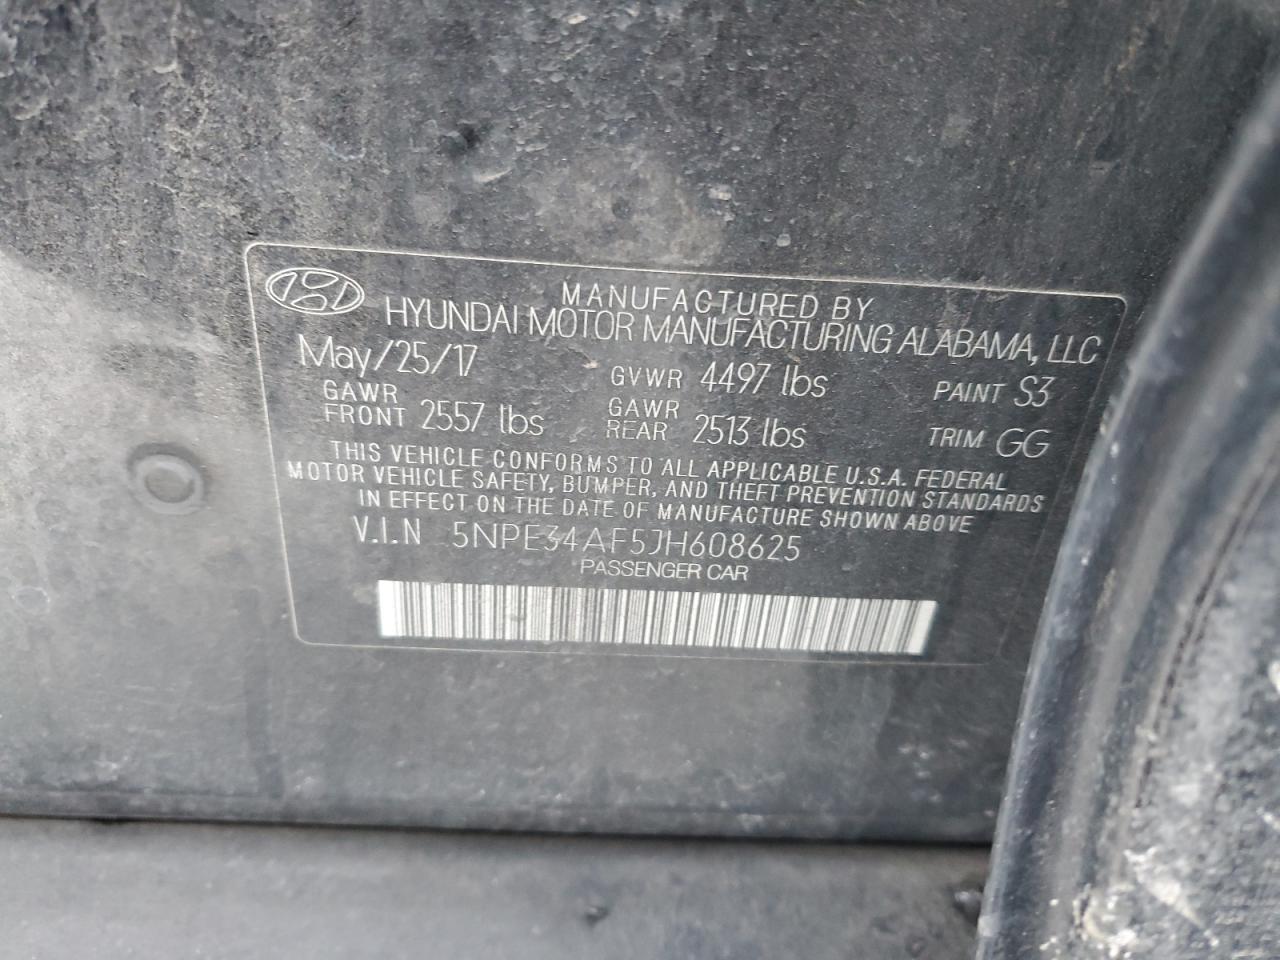 MANUFACTURED BY
HYUNDAI MOTOR MANUFACTURING ALABAMA, LLC
May/25/17 GVWR 4497 lbs PAINT S3
GAWR FRONT 2557 lbs GAWR REAR 2513 lbs TRIM GG
THIS VEHICLE CONFORMS TO ALL APPLICABLE U.S.A. FEDERAL
MOTOR VEHICLE SAFETY, BUMPER, AND THEFT PREVENTION STANDARDS
IN EFFECT ON THE DATE OF MANUFACTURE SHOWN ABOVE
V.I.N 5NPE34AF5JH608625
PASSENGER CAR